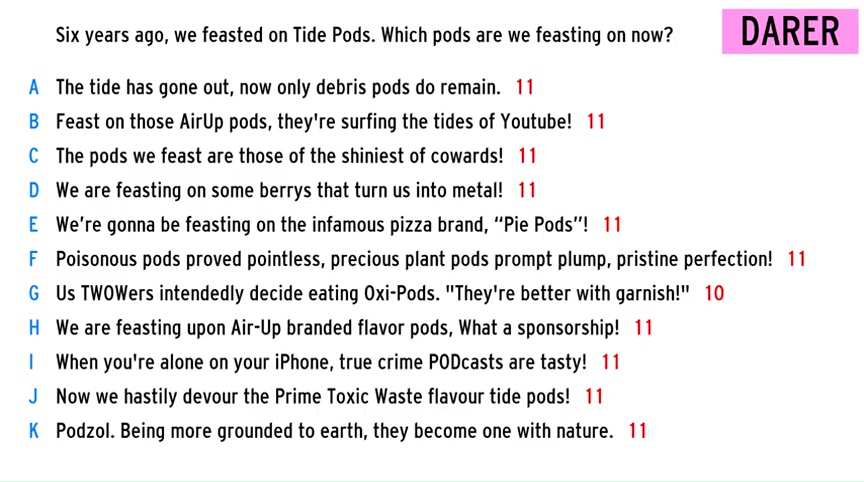 Six years ago, we feasted on Tide Pods. Which pods are we feasting on now?
DARER
A The tide has gone out, now only debris pods do remain. 11
B Feast on those AirUp pods, they're surfing the tides of Youtube! 11
C The pods we feast are those of the shiniest of cowards! 11
D We are feasting on some berrys that turn us into metal! 11
E We’re gonna be feasting on the infamous pizza brand, “Pie Pods”! 11
F Poisonous pods proved pointless, precious plant pods prompt plump, pristine perfection! 11
G Us TWOWers intendedly decide eating Oxi-Pods. "They're better with garnish!" 10
H We are feasting upon Air-Up branded flavor pods, What a sponsorship! 11
I When you're alone on your iPhone, true crime PODcasts are tasty! 11
J Now we hastily devour the Prime Toxic Waste flavour tide pods! 11
K Podzol. Being more grounded to earth, they become one with nature. 11